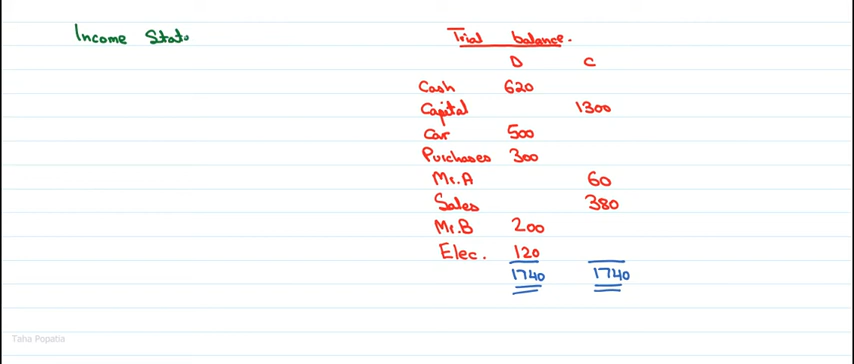 Income State
Trial balance.
D C
Cash 620
Capital 1300
Car 500
Purchases 300
Mr.A 60
Sales 380
Mr.B 200
Elec. 120
1740 1740
Taha Popatia